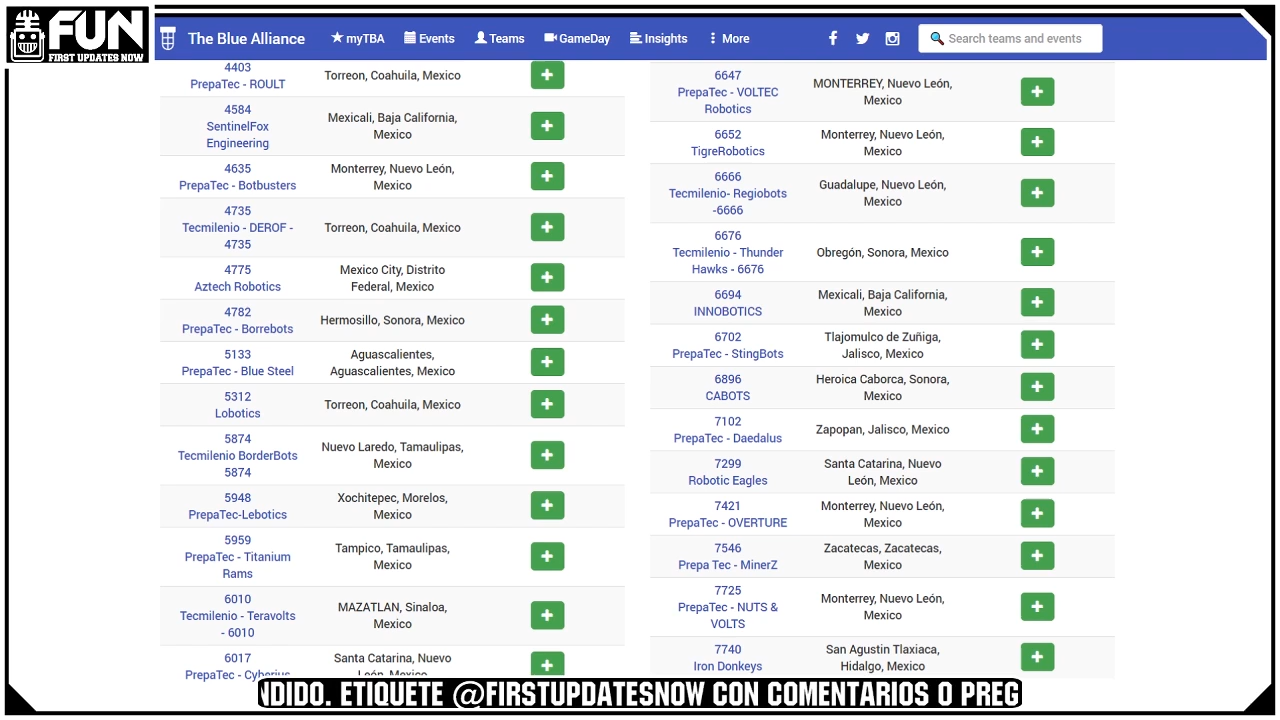 FUN
FIRST UPDATES NOW
The Blue Alliance
myTBA
Events
Teams
GameDay
Insights
More
Search teams and events
4403
PrepaTec - ROULT
Torreon, Coahuila, Mexico
4584
SentinelFox
Engineering
Mexicali, Baja California,
Mexico
4635
PrepaTec - Botbusters
Monterrey, Nuevo León,
Mexico
4735
Tecmilenio - DEROF -
4735
Torreon, Coahuila, Mexico
4775
Aztech Robotics
Mexico City, Distrito
Federal, Mexico
4782
PrepaTec - Borrebots
Hermosillo, Sonora, Mexico
5133
PrepaTec - Blue Steel
Aguascalientes,
Aguascalientes, Mexico
5312
Lobotics
Torreon, Coahuila, Mexico
5874
Tecmilenio BorderBots
5874
Nuevo Laredo, Tamaulipas,
Mexico
5948
PrepaTec-Lebotics
Xochitepec, Morelos,
Mexico
5959
PrepaTec - Titanium
Rams
Tampico, Tamaulipas,
Mexico
6010
Tecmilenio - Teravolts
- 6010
MAZATLAN, Sinaloa,
Mexico
6017
PrepaTec - Cyberius
Santa Catarina, Nuevo
León, Mexico
6647
PrepaTec - VOLTEC
Robotics
MONTERREY, Nuevo León,
Mexico
6652
TigreRobotics
Monterrey, Nuevo León,
Mexico
6666
Tecmilenio- Regiobots
-6666
Guadalupe, Nuevo León,
Mexico
6676
Tecmilenio - Thunder
Hawks - 6676
Obregón, Sonora, Mexico
6694
INNOBOTICS
Mexicali, Baja California,
Mexico
6702
PrepaTec - StingBots
Tlajomulco de Zuñiga,
Jalisco, Mexico
6896
CABOTS
Heroica Caborca, Sonora,
Mexico
7102
PrepaTec - Daedalus
Zapopan, Jalisco, Mexico
7299
Robotic Eagles
Santa Catarina, Nuevo
León, Mexico
7421
PrepaTec - OVERTURE
Monterrey, Nuevo León,
Mexico
7546
Prepa Tec - MinerZ
Zacatecas, Zacatecas,
Mexico
7725
PrepaTec - NUTS &
VOLTS
Monterrey, Nuevo León,
Mexico
7740
Iron Donkeys
San Agustin Tlaxiaca,
Hidalgo, Mexico
NDIDO. ETIQUETE @FIRSTUPDATESNOW CON COMENTARIOS O PREG